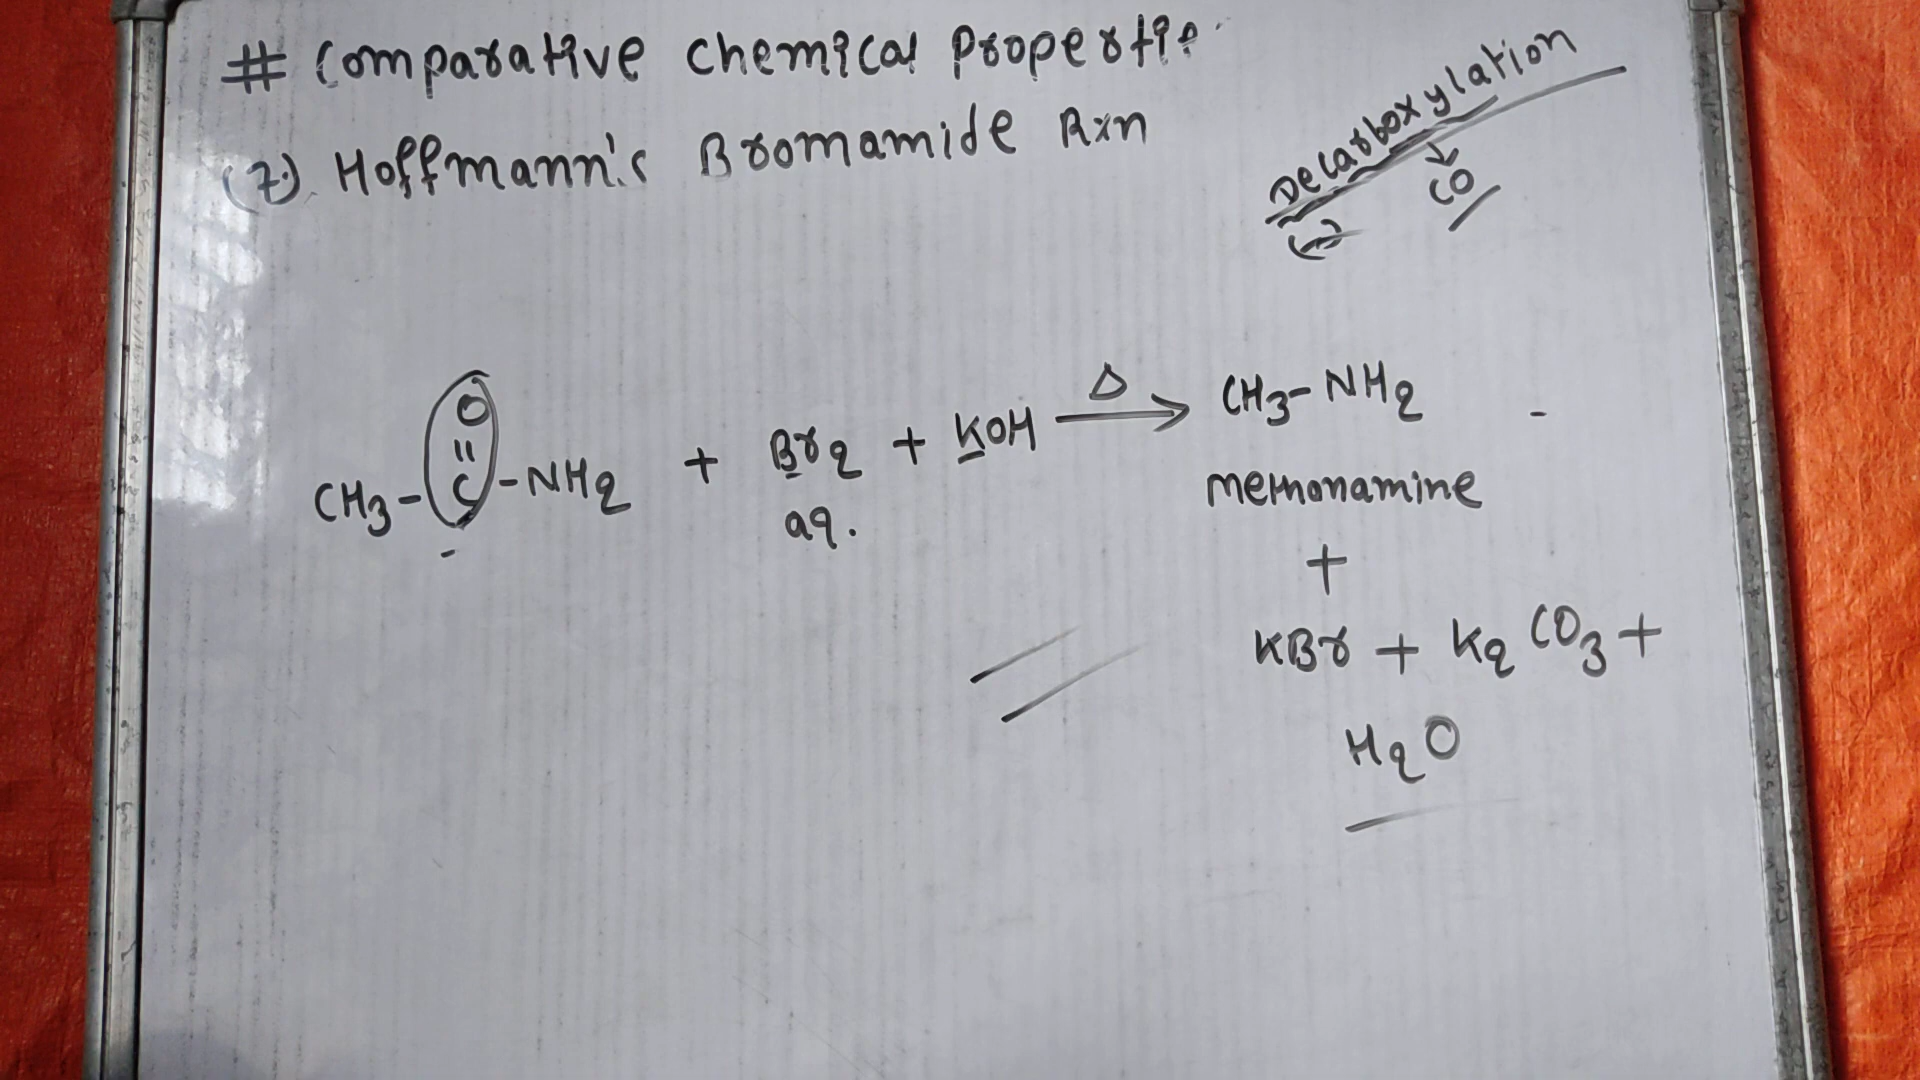 # Comparative Chemical Propertie
(7.) Hoffmann's Bromamide Rxn
Decarboxylation
(-) CO
O
||
CH3-C-NH2 + Br2 + KOH Δ→ CH3-NH2
aq.
methanamine
+
KBr + K2CO3 +
H2O